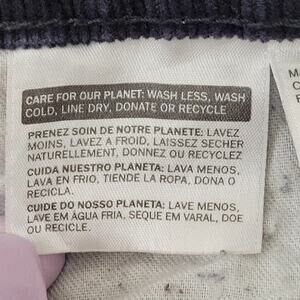 CARE FOR OUR PLANET: WASH LESS, WASH
COLD, LINE DRY, DONATE OR RECYCLE
PRENEZ SOIN DE NOTRE PLANETE: LAVEZ
MOINS, LAVEZ A FROID, LAISSEZ SECHER
NATURELLEMENT, DONNEZ OU RECYCLEZ
CUIDA NUESTRO PLANETA: LAVA MENOS,
LAVA EN FRIO, TIENDE LA ROPA, DONA O
RECICLA.
CUIDE DO NOSSO PLANETA: LAVE MENOS,
LAVE EM ÁGUA FRIA, SEQUE EM VARAL, DOE
OU RECICLE.